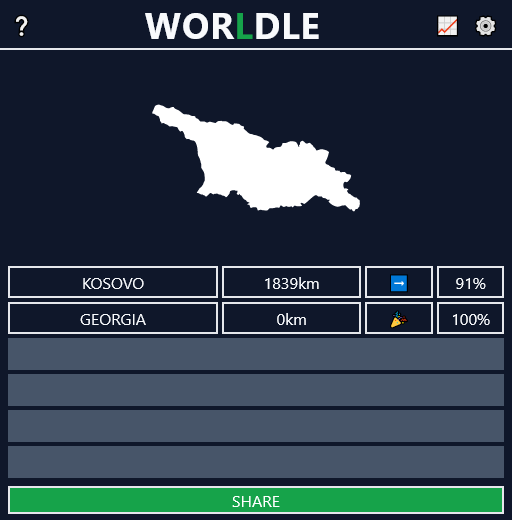 ?
WORLDLE
KOSOVO 1839km ➡️ 91%
GEORGIA 0km 🎉 100%
SHARE